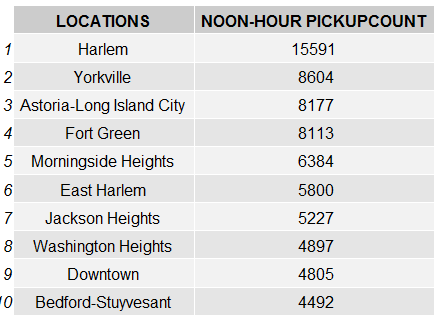 LOCATIONS NOON-HOUR PICKUPCOUNT
1 Harlem 15591
2 Yorkville 8604
3 Astoria-Long Island City 8177
4 Fort Green 8113
5 Morningside Heights 6384
6 East Harlem 5800
7 Jackson Heights 5227
8 Washington Heights 4897
9 Downtown 4805
10 Bedford-Stuyvesant 4492